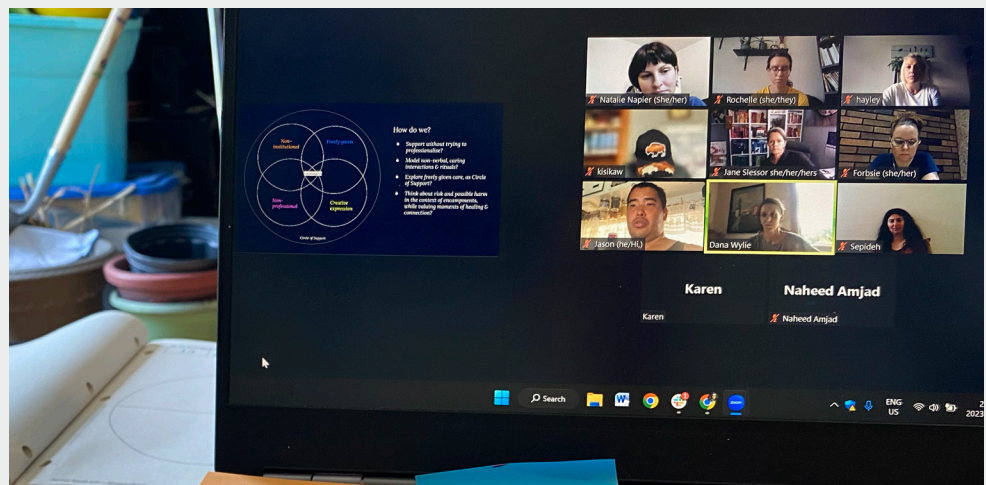 Non-
institutional
Freely given
Non-
professional
Creative
expression
Circle of Support
How do we?
Support without trying to
professionalise?
Model non-verbal, caring
interactions & rituals?
Explore freely given care, as Circle
of Support?
Think about risk and possible harm
in the context of encampments,
while valuing moments of healing &
connection?
Natalie Napier (She/her)
Rochelle (she/they)
hayley
kisikaw
Jane Slessor she/her/hers
Forbsie (she/her)
Jason (he/Hi,)
Dana Wylie
Sepideh
Karen
Naheed Amjad
Karen
Naheed Amjad
Search
ENG
US
2
2023